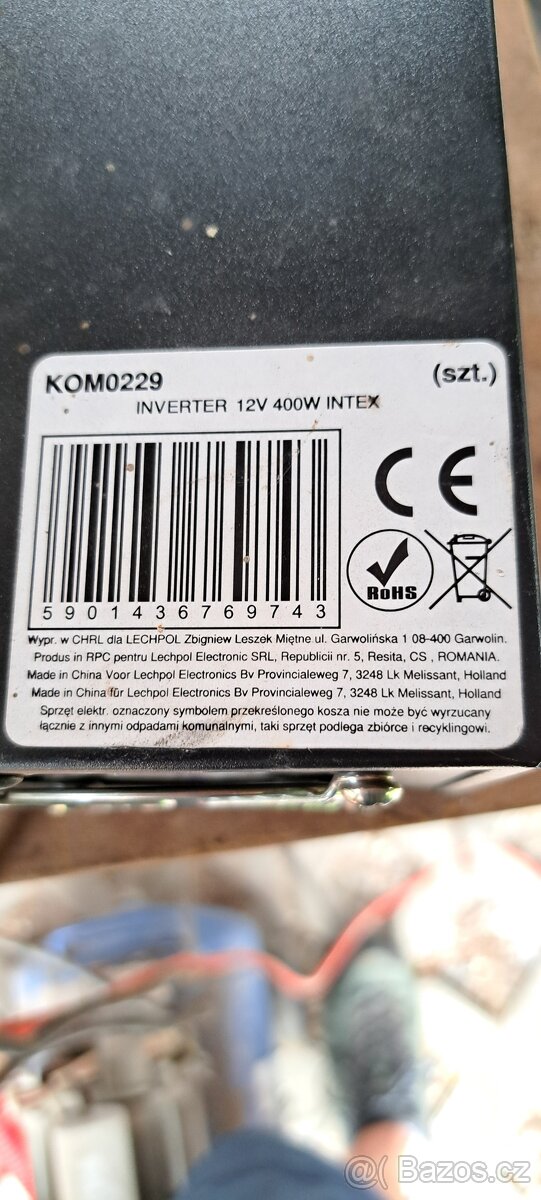 KOM0229
(szt.)
INVERTER 12V 400W INTEX
CE
RoHS
5901436769743
Wypr. w CHRL dla LECHPOL Zbigniew Leszek Miętne ul. Garwolińska 1 08-400 Garwolin.
Produs in RPC pentru Lechpol Electronic SRL, Republicii nr. 5, Resita, CS , ROMANIA.
Made in China Voor Lechpol Electronics Bv Provincialeweg 7, 3248 Lk Melissant, Holland
Made in China für Lechpol Electronics Bv Provincialeweg 7, 3248 Lk Melissant, Holland
Sprzęt elektr. oznaczony symbolem przekreślonego kosza nie może być wyrzucany
łącznie z innymi odpadami komunalnymi, taki sprzęt podlega zbiórce i recyklingowi.
Bazos.cz